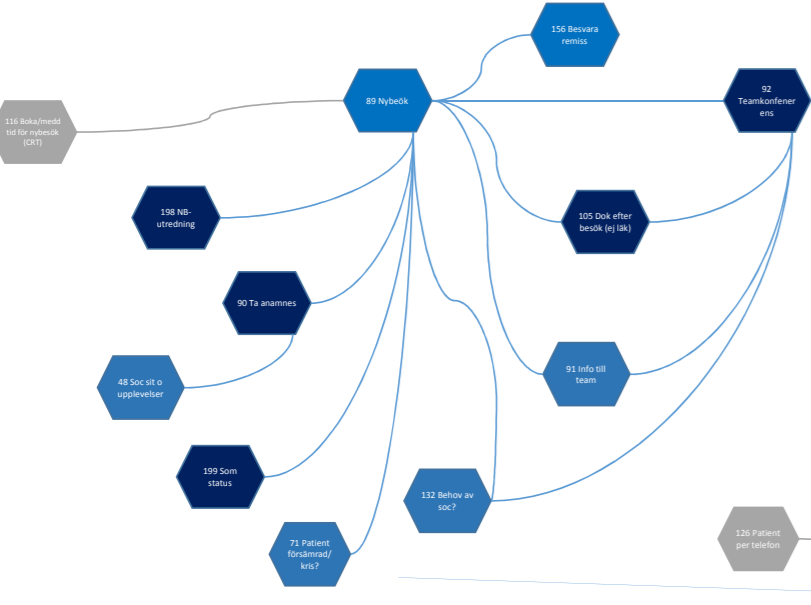 156 Besvara
remiss
89 Nybeök
92
Teamkonfener
ens
116 Boka/medd
tid för nybesök
(CRT)
198 NB-
utredning
105 Dok efter
besök (ej läk)
90 Ta anamnes
91 Info till
team
48 Soc sit o
upplevelser
199 Som
status
132 Behov av
soc?
71 Patient
försämrad/
kris?
126 Patient
per telefon